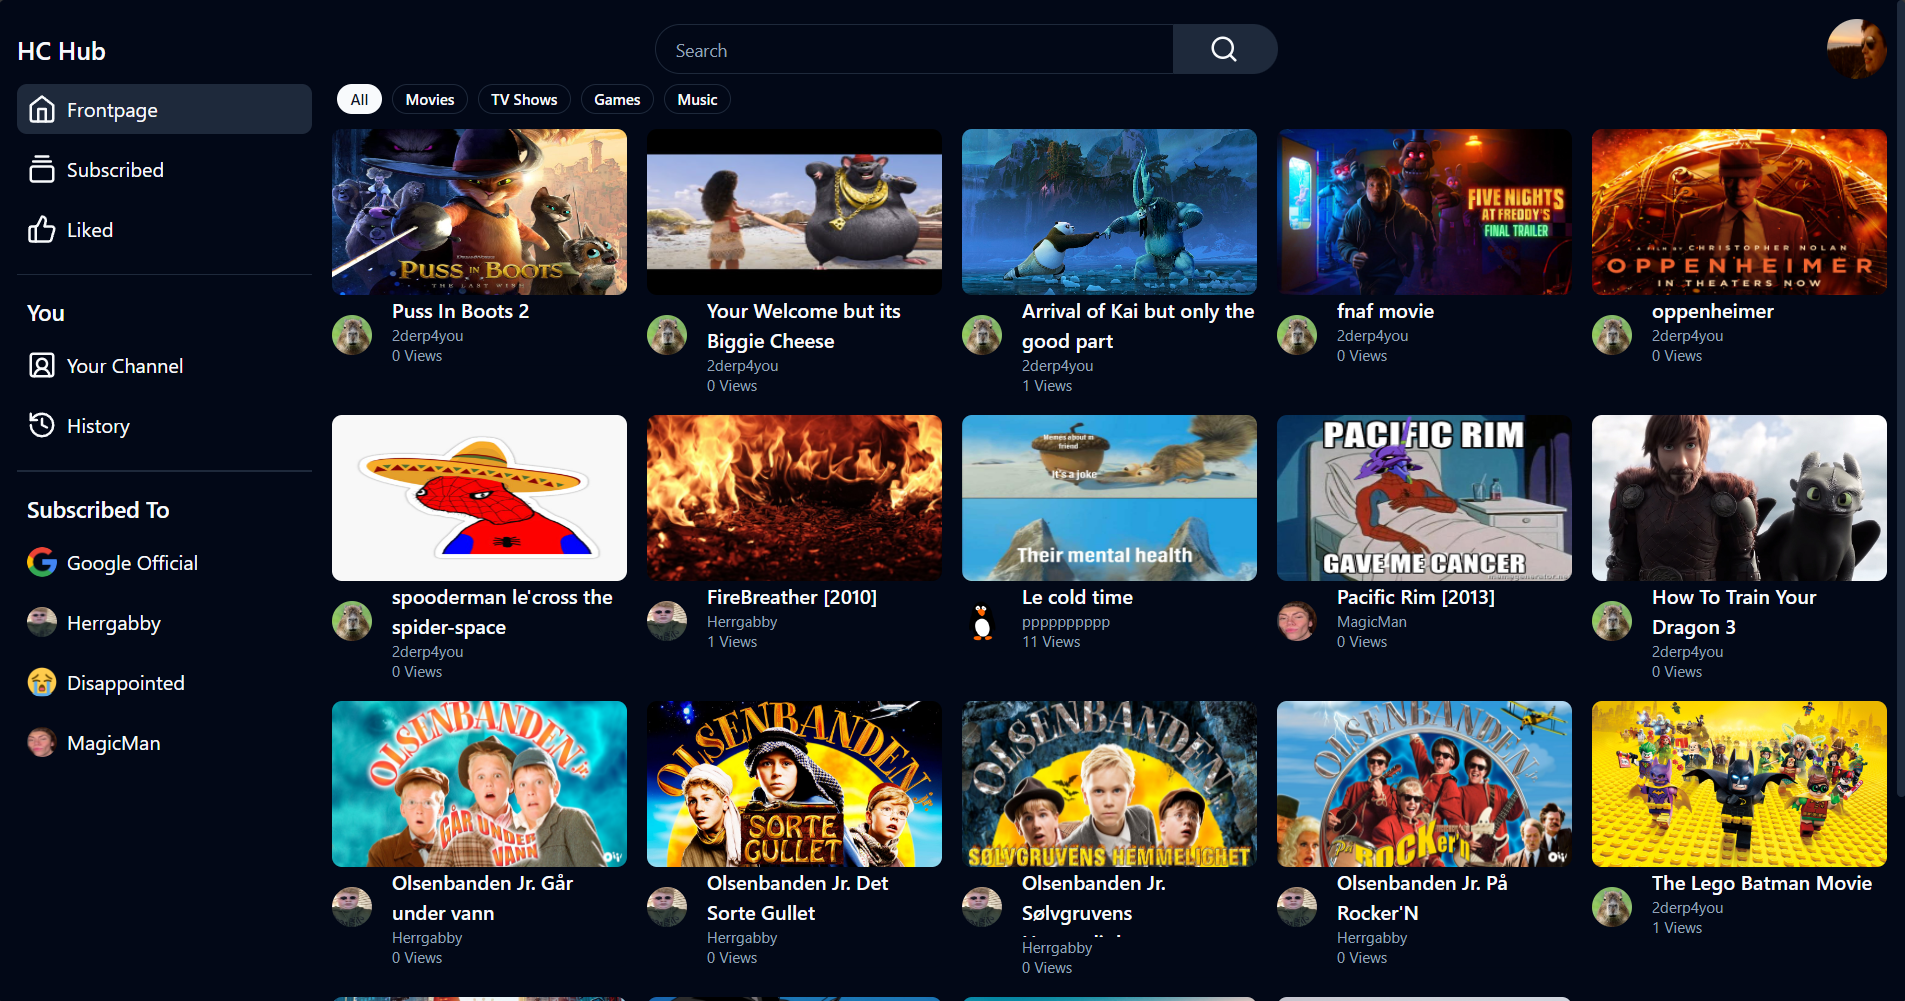 HC Hub
Search
Frontpage
Subscribed
Liked
You
Your Channel
History
Subscribed To
Google Official
Herrgabby
Disappointed
MagicMan
All
Movies
TV Shows
Games
Music
PUSS IN BOOTS
THE LAST WISH
FIVE NIGHTS
AT FREDDY'S
FINAL TRAILER
A FILM BY CHRISTOPHER NOLAN
OPPENHEIMER
IN THEATERS NOW
Puss In Boots 2
2derp4you
0 Views
Your Welcome but its
Biggie Cheese
2derp4you
0 Views
Arrival of Kai but only the
good part
2derp4you
1 Views
fnaf movie
2derp4you
0 Views
oppenheimer
2derp4you
0 Views
Memes about m
friend
It's a joke
Their mental health
PACIFIC RIM
GAVE ME CANCER
spooderman le'cross the
spider-space
2derp4you
0 Views
FireBreather [2010]
Herrgabby
1 Views
Le cold time
pppppppppp
11 Views
Pacific Rim [2013]
MagicMan
0 Views
How To Train Your
Dragon 3
2derp4you
0 Views
OLSENBANDEN jr.
GÅR UNDER
VANN
OLSENBANDEN jr.
SORTE
GULLET
OLSENBANDEN
SØLVGRUVENS HEMMELIGHET
OLSENBANDEN jr.
PÅ ROCKer'n
Olsenbanden Jr. Går
under vann
Herrgabby
0 Views
Olsenbanden Jr. Det
Sorte Gullet
Herrgabby
0 Views
Olsenbanden Jr.
Sølvgruvens
Herrgabby
0 Views
Olsenbanden Jr. På
Rocker'N
Herrgabby
0 Views
The Lego Batman Movie
2derp4you
1 Views